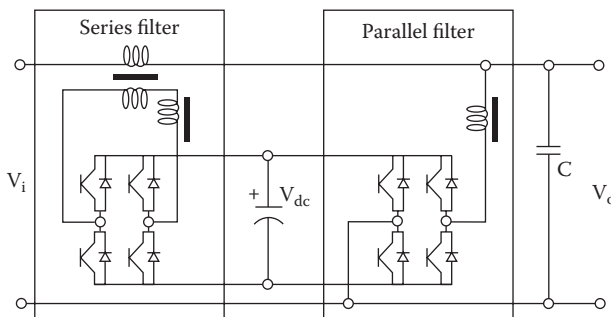 Series filter
Parallel filter
V_i
+ V_dc
C
V_o